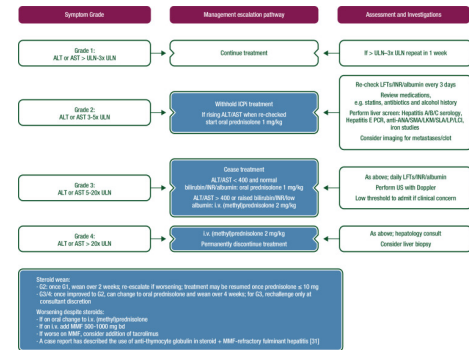 Symptom Grade
Management escalation pathway
Assessment and Investigations
Grade 1:
ALT or AST > ULN-3x ULN
Continue treatment
If > ULN–3x ULN repeat in 1 week
Grade 2:
ALT or AST 3-5x ULN
Withhold ICPI treatment
If rising ALT/AST when re-checked
start oral prednisolone 1 mg/kg
Re-check LFTs/INR/albumin every 3 days
Review medications,
e.g. statins, antibiotics and alcohol history
Perform liver screen: Hepatitis A/B/C serology,
Hepatitis E PCR, anti-ANA/SMA/LKM/SLA/LP/LCI,
iron studies
Consider imaging for metastases/clot
Grade 3:
ALT or AST 5-20x ULN
Cease treatment
ALT/AST < 400 and normal
bilirubin/INR/albumin: oral prednisolone 1 mg/kg
ALT/AST > 400 or raised bilirubin/INR/low
albumin: i.v. (methyl)prednisolone 2 mg/kg
As above; daily LFTs/INR/albumin
Perform US with Doppler
Low threshold to admit if clinical concern
Grade 4:
ALT or AST > 20x ULN
i.v. (methyl)prednisolone 2 mg/kg
Permanently discontinue treatment
As above; hepatology consult
Consider liver biopsy
Steroid wean:
- G2: once G1, wean over 2 weeks; re-escalate if worsening; treatment may be resumed once prednisolone ≤ 10 mg
- G3/4: once improved to G2, can change to oral prednisolone and wean over 4 weeks; for G3, rechallenge only at
consultant discretion
Worsening despite steroids:
- If on oral change to i.v. (methyl)prednisolone
- If on i.v. add MMF 500-1000 mg bd
- If worse on MMF, consider addition of tacrolimus
- A case report has described the use of anti-thymocyte globulin in steroid + MMF-refractory fulminant hepatitis [31]